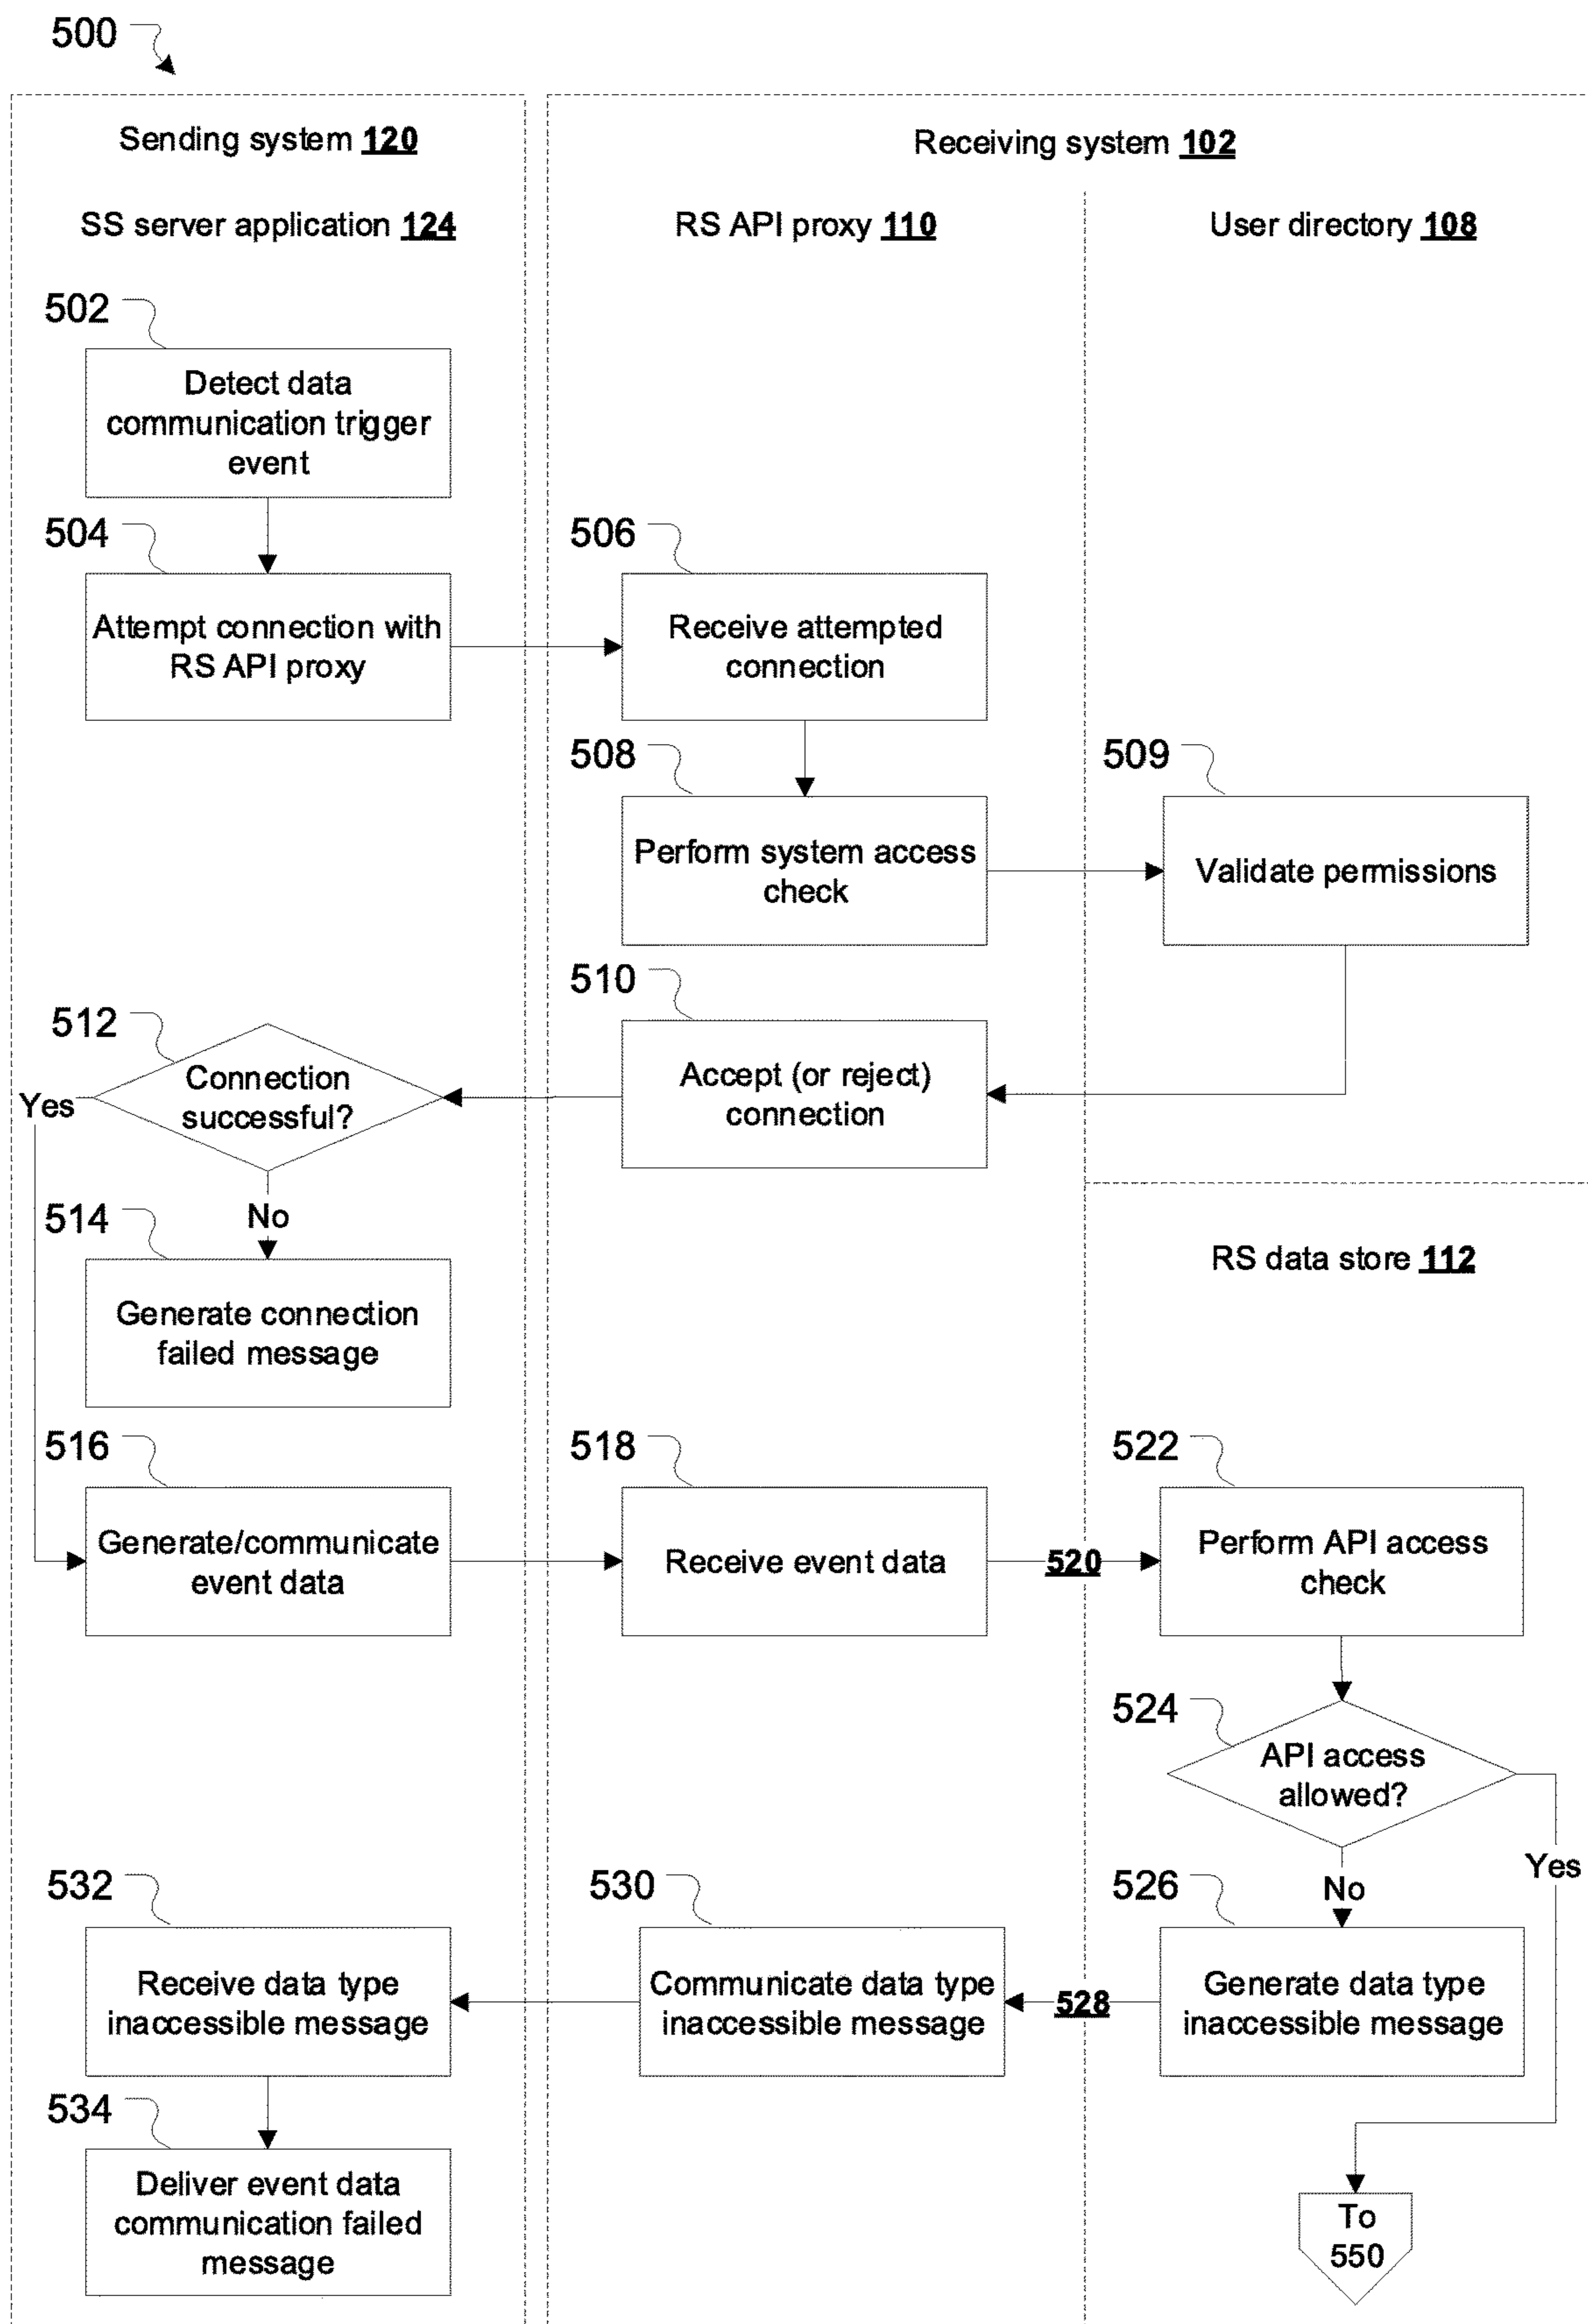 500
Sending system 120
Receiving system 102
SS server application 124
RS API proxy 110
User directory 108
502
Detect data
communication trigger
event
504
Attempt connection with
RS API proxy
506
Receive attempted
connection
508
Perform system access
check
509
Validate permissions
510
Accept (or reject)
connection
512
Connection
successful?
Yes
No
514
Generate connection
failed message
RS data store 112
516
Generate/communicate
event data
518
Receive event data
520
522
Perform API access
check
524
API access
allowed?
Yes
No
526
Generate data type
inaccessible message
528
530
Communicate data type
inaccessible message
532
Receive data type
inaccessible message
534
Deliver event data
communication failed
message
To
550